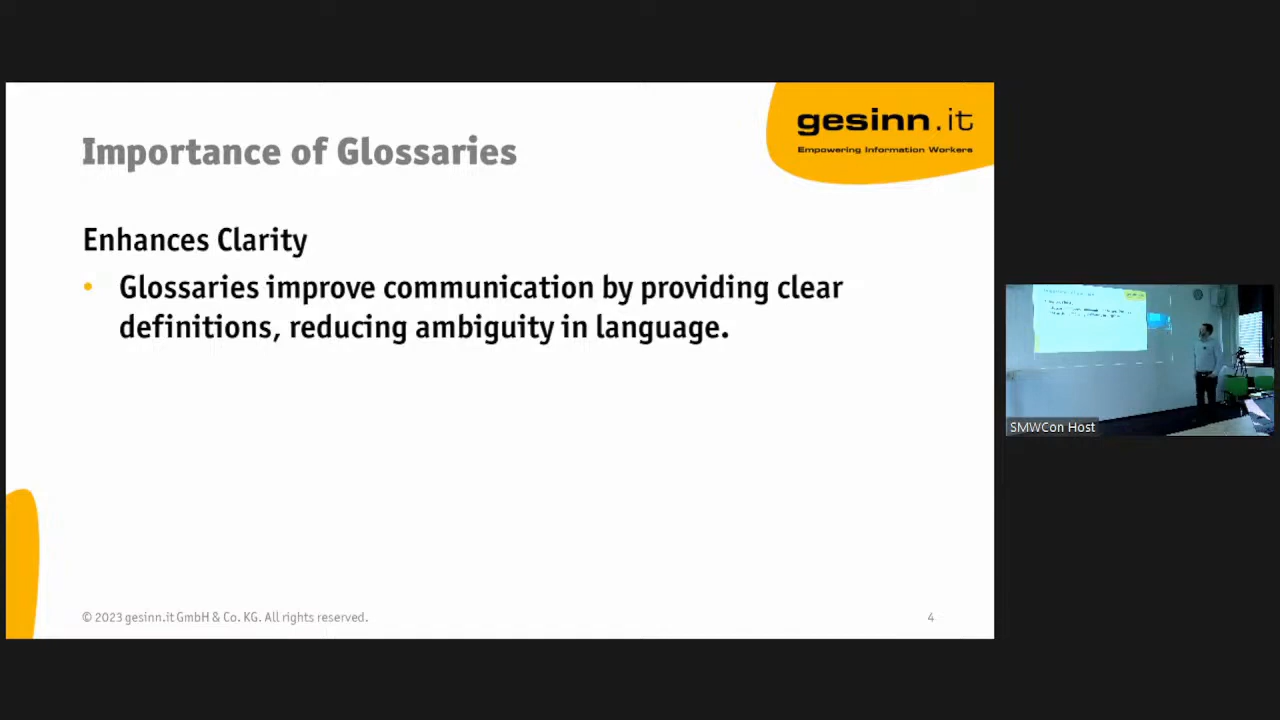 Importance of Glossaries
gesinn.it
Empowering Information Workers
Enhances Clarity
• Glossaries improve communication by providing clear
definitions, reducing ambiguity in language.
© 2023 gesinn.it GmbH & Co. KG. All rights reserved.
4
SMWCon Host